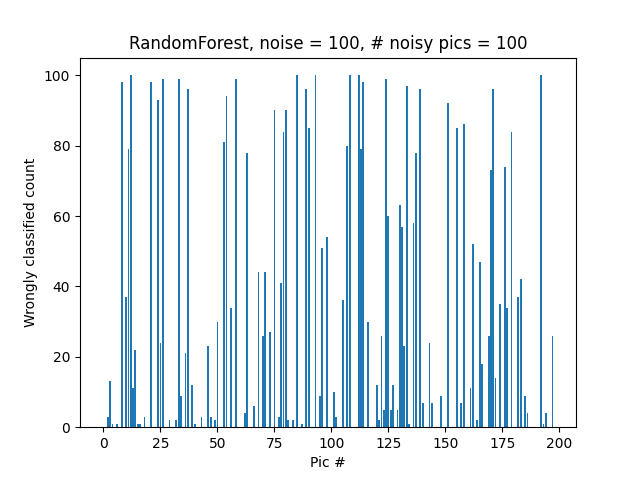 RandomForest, noise = 100, # noisy pics = 100
Wrongly classified count
100
80
60
40
20
0
0 25 50 75 100 125 150 175 200
Pic #